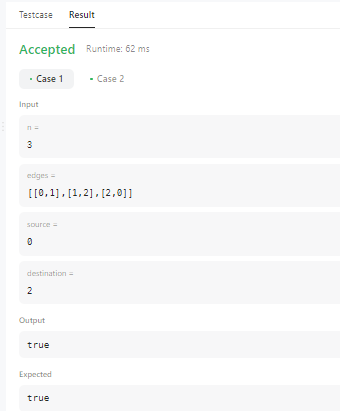 Testcase Result
Accepted Runtime: 62 ms
• Case 1 • Case 2
Input
n =
3
edges =
[[0,1],[1,2],[2,0]]
source =
0
destination =
2
Output
true
Expected
true